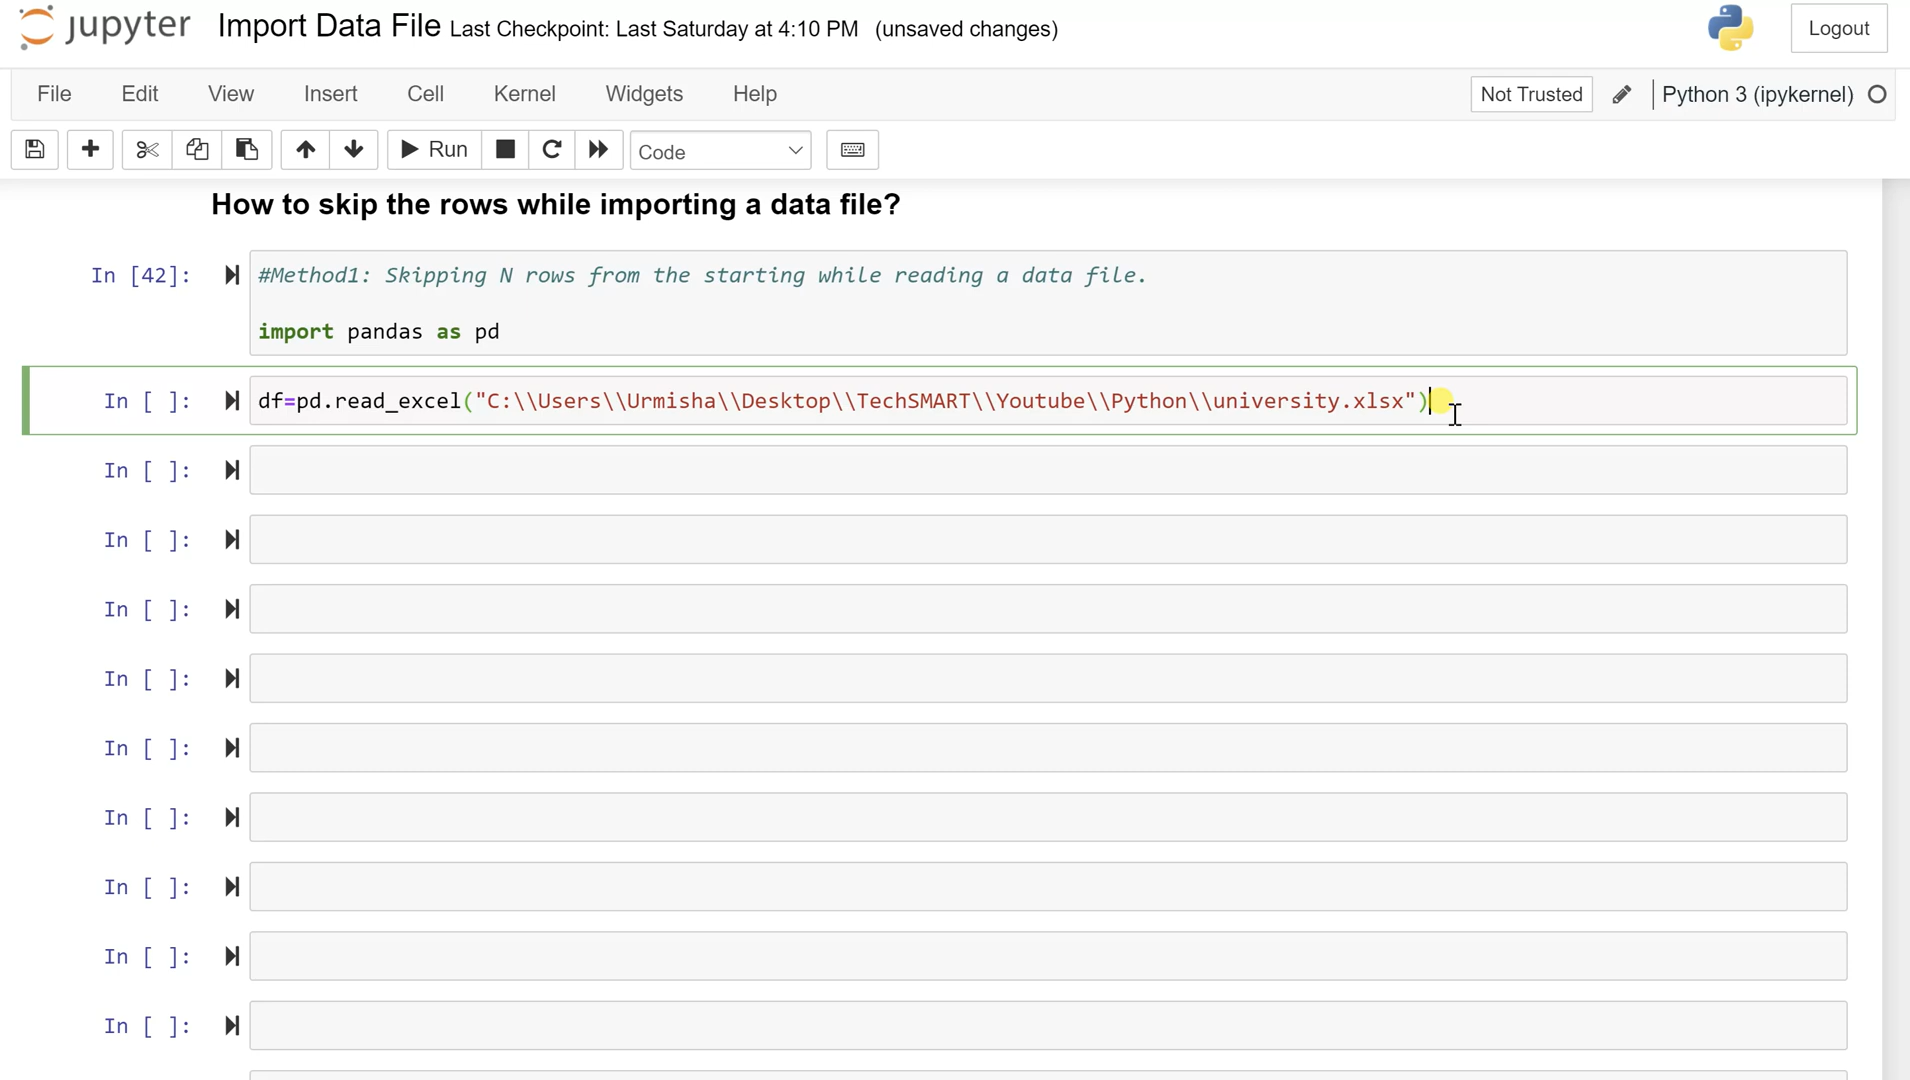 jupyter Import Data File Last Checkpoint: Last Saturday at 4:10 PM (unsaved changes) Logout
File Edit View Insert Cell Kernel Widgets Help Not Trusted Python 3 (ipykernel)
Run Code
How to skip the rows while importing a data file?
In [42]: #Method1: Skipping N rows from the starting while reading a data file.
import pandas as pd
In [ ]: df=pd.read_excel("C:\\Users\\Urmisha\\Desktop\\TechSMART\\Youtube\\Python\\university.xlsx")
In [ ]:
In [ ]:
In [ ]:
In [ ]:
In [ ]:
In [ ]:
In [ ]:
In [ ]:
In [ ]: